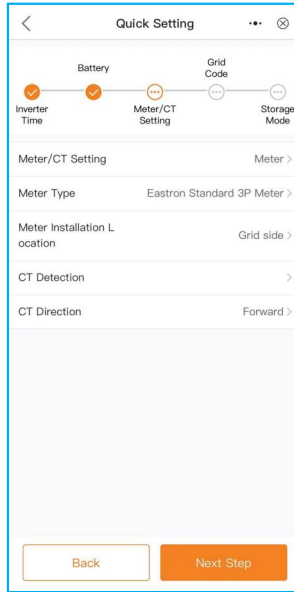 Quick Setting
Battery
Grid
Code
Inverter
Time
Meter/CT
Setting
Storage
Mode
Meter/CT Setting Meter
Meter Type Eastron Standard 3P Meter
Meter Installation L
ocation
Grid side
CT Detection
CT Direction Forward
Back Next Step